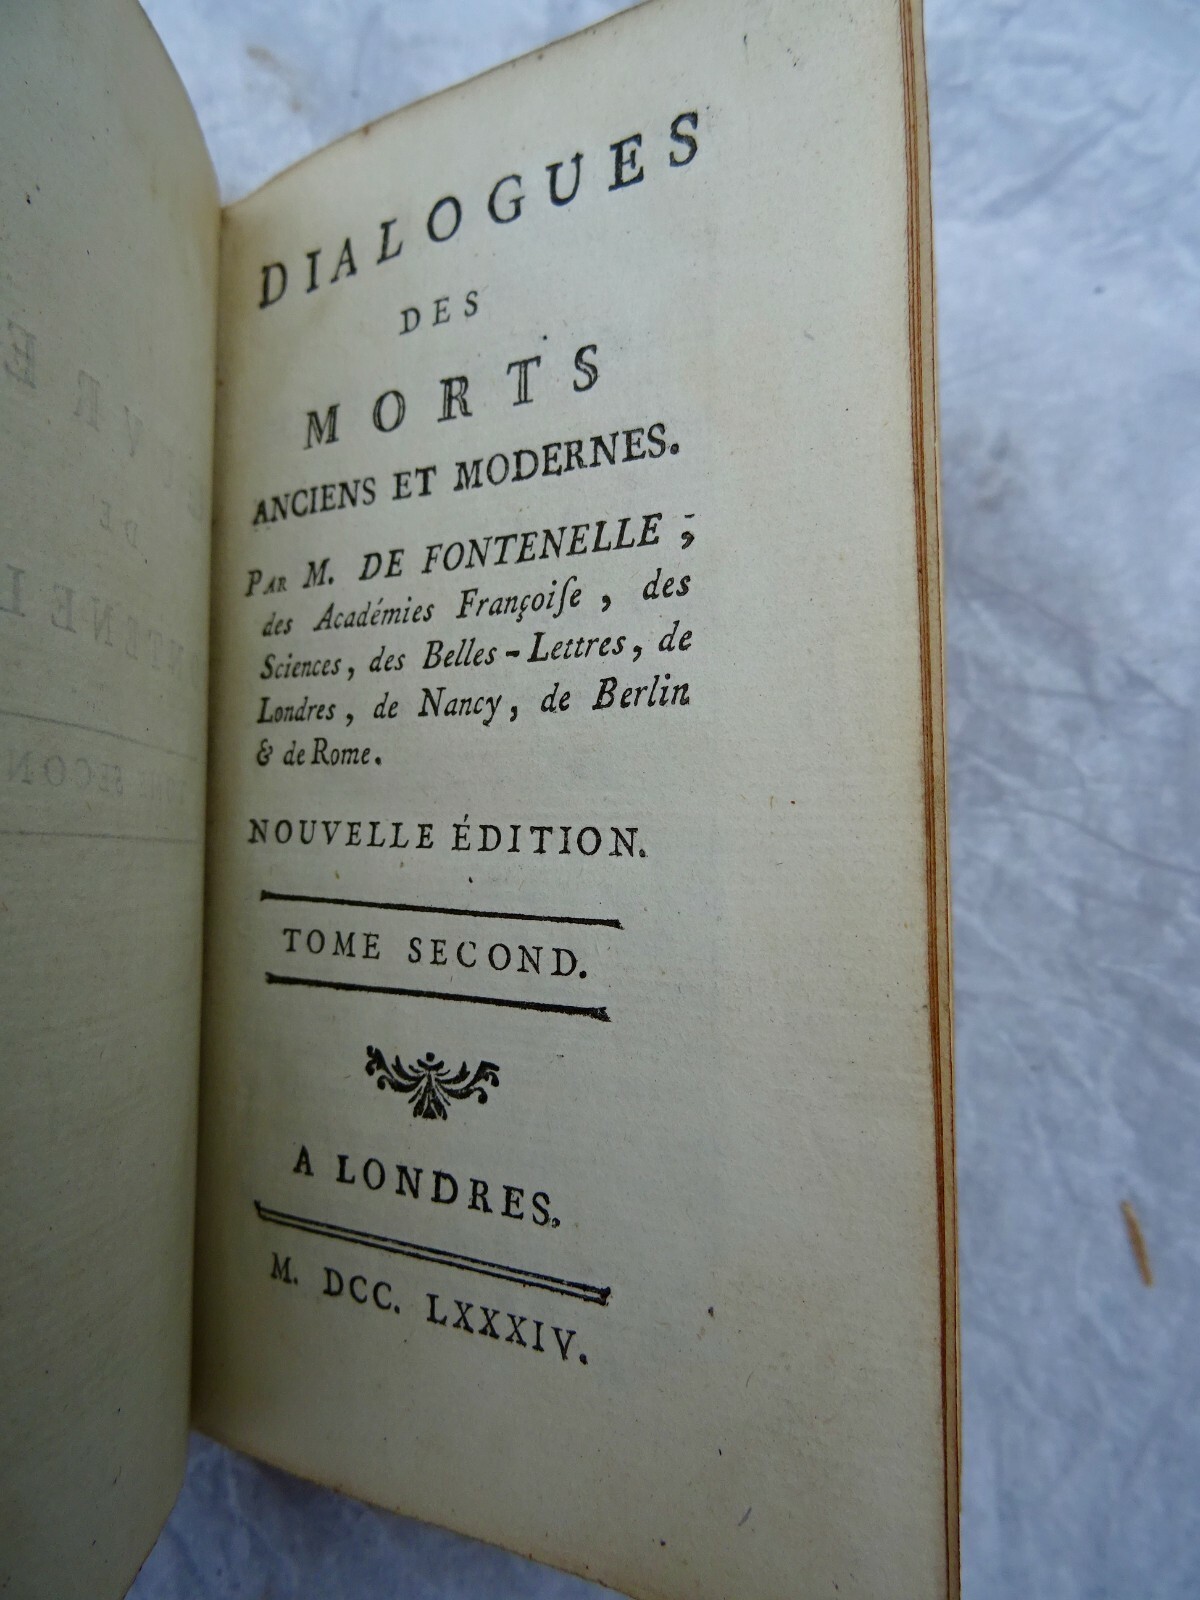 DIALOGUES
DES
MORTS
ANCIENS ET MODERNES.
PAR M. DE FONTENELLE,
des Académies Françoiſe, des
Sciences, des Belles-Lettres, de
Londres, de Nancy, de Berlin
& de Rome.
NOUVELLE ÉDITION.
TOME SECOND.
A LONDRES.
M. DCC. LXXXIV.